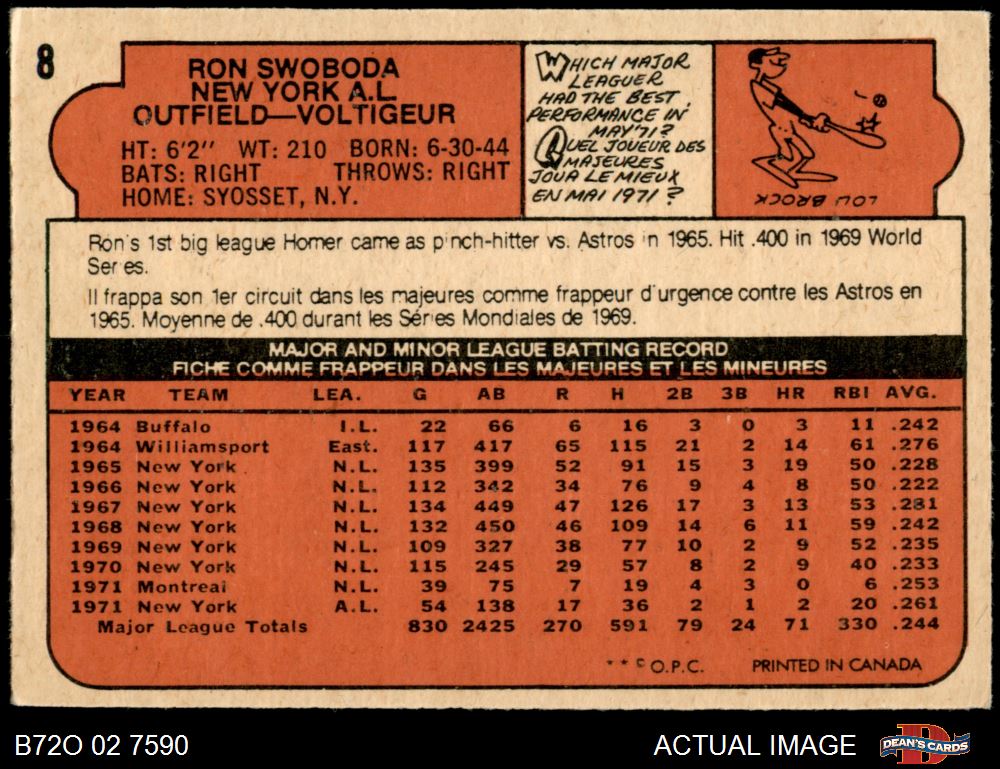 8
RON SWOBODA
NEW YORK A.L.
OUTFIELD—VOLTIGEUR
HT: 6'2" WT: 210 BORN: 6-30-44
BATS: RIGHT THROWS: RIGHT
HOME: SYOSSET, N.Y.
WHICH MAJOR
LEAGUER
HAD THE BEST
PERFORMANCE IN
MAY '71?
QUEL JOUEUR DES
MAJEURES
JOUA LE MIEUX
EN MAI 1971 ?
LOU BROCK
Ron's 1st big league Homer came as pinch-hitter vs. Astros in 1965. Hit .400 in 1969 World
Series.
Il frappa son 1er circuit dans les majeures comme frappeur d'urgence contre les Astros en
1965. Moyenne de .400 durant les Séries Mondiales de 1969.
MAJOR AND MINOR LEAGUE BATTING RECORD
FICHE COMME FRAPPEUR DANS LES MAJEURES ET LES MINEURES
YEAR TEAM LEA. G AB R H 2B 3B HR RBI AVG.
1964 Buffalo I.L. 22 66 6 16 3 0 3 11 .242
1964 Williamsport East. 117 417 65 115 21 2 14 61 .276
1965 New York N.L. 135 399 52 91 15 3 19 50 .228
1966 New York N.L. 112 342 34 76 9 4 8 50 .222
1967 New York N.L. 134 449 47 126 17 3 13 53 .281
1968 New York N.L. 132 450 46 109 14 6 11 59 .242
1969 New York N.L. 109 327 38 77 10 2 9 52 .235
1970 New York N.L. 115 245 29 57 8 2 9 40 .233
1971 Montreal N.L. 39 75 7 19 4 3 0 6 .253
1971 New York A.L. 54 138 17 36 2 1 2 20 .261
Major League Totals 830 2425 270 591 79 24 71 330 .244
* * © O.P.C. PRINTED IN CANADA
B72O 02 7590 ACTUAL IMAGE DEAN'S CARDS